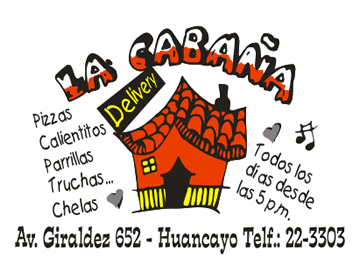 LA CABAÑA
Delivery
Pizzas
Calientitos
Parrillas
Truchas...
Chelas
Todos los
días desde
las 5 p.m.
Av. Giraldez 652 - Huancayo Telf.: 22-3303